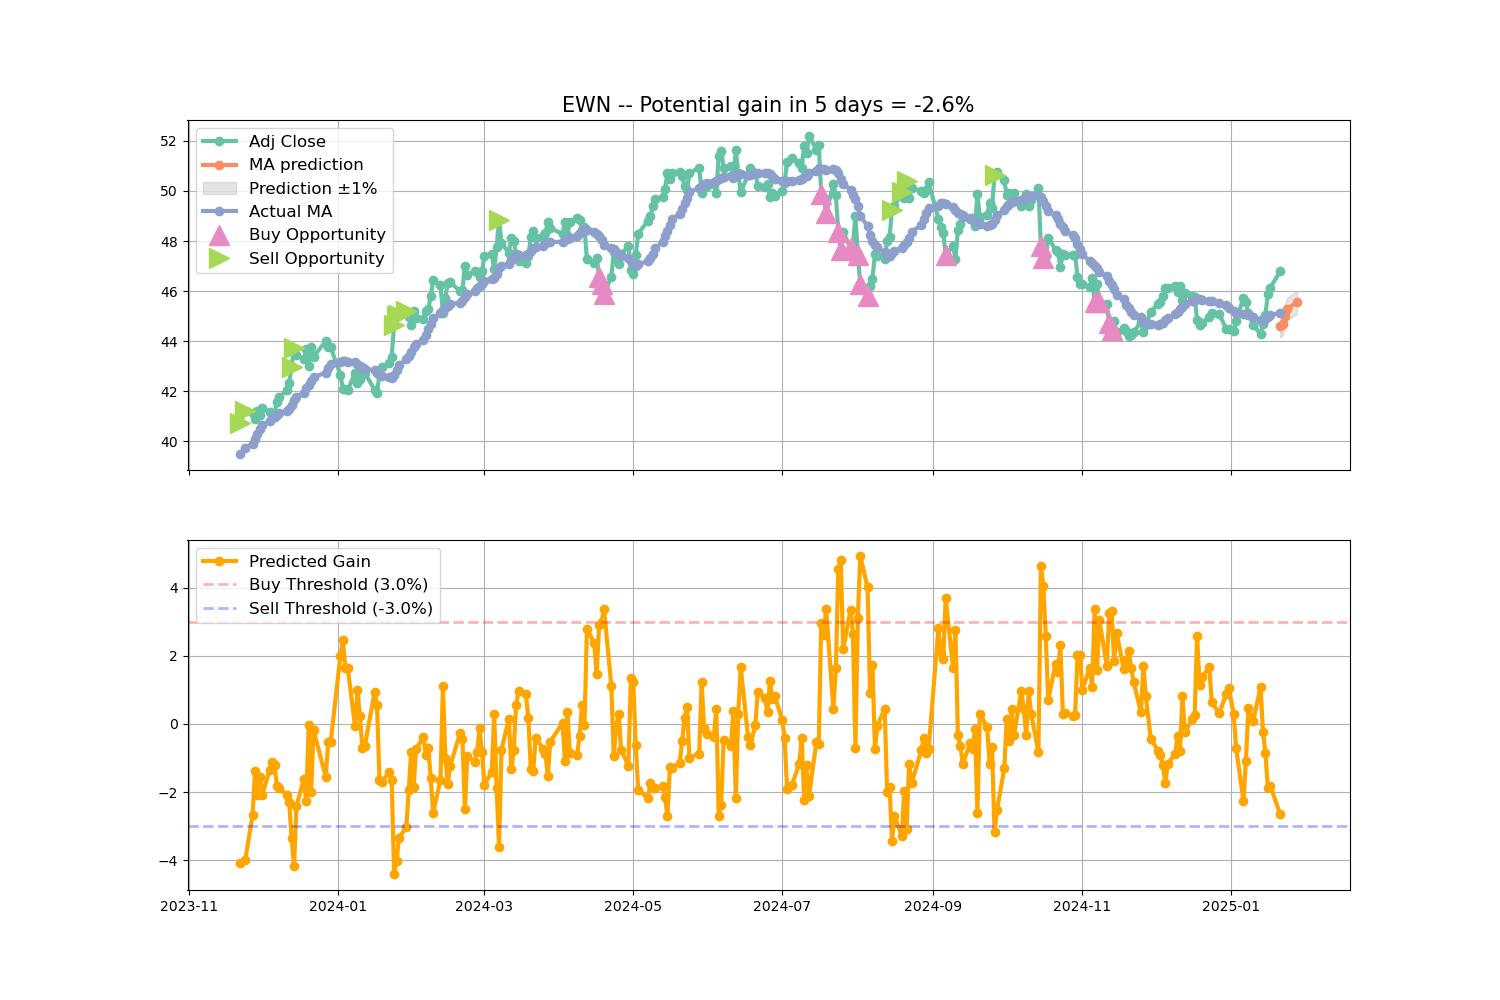 EWN -- Potential gain in 5 days = -2.6%
52
50
48
46
44
42
40
Adj Close
MA prediction
Prediction ±1%
Actual MA
Buy Opportunity
Sell Opportunity
4
2
0
−2
−4
Predicted Gain
Buy Threshold (3.0%)
Sell Threshold (-3.0%)
2023-11 2024-01 2024-03 2024-05 2024-07 2024-09 2024-11 2025-01